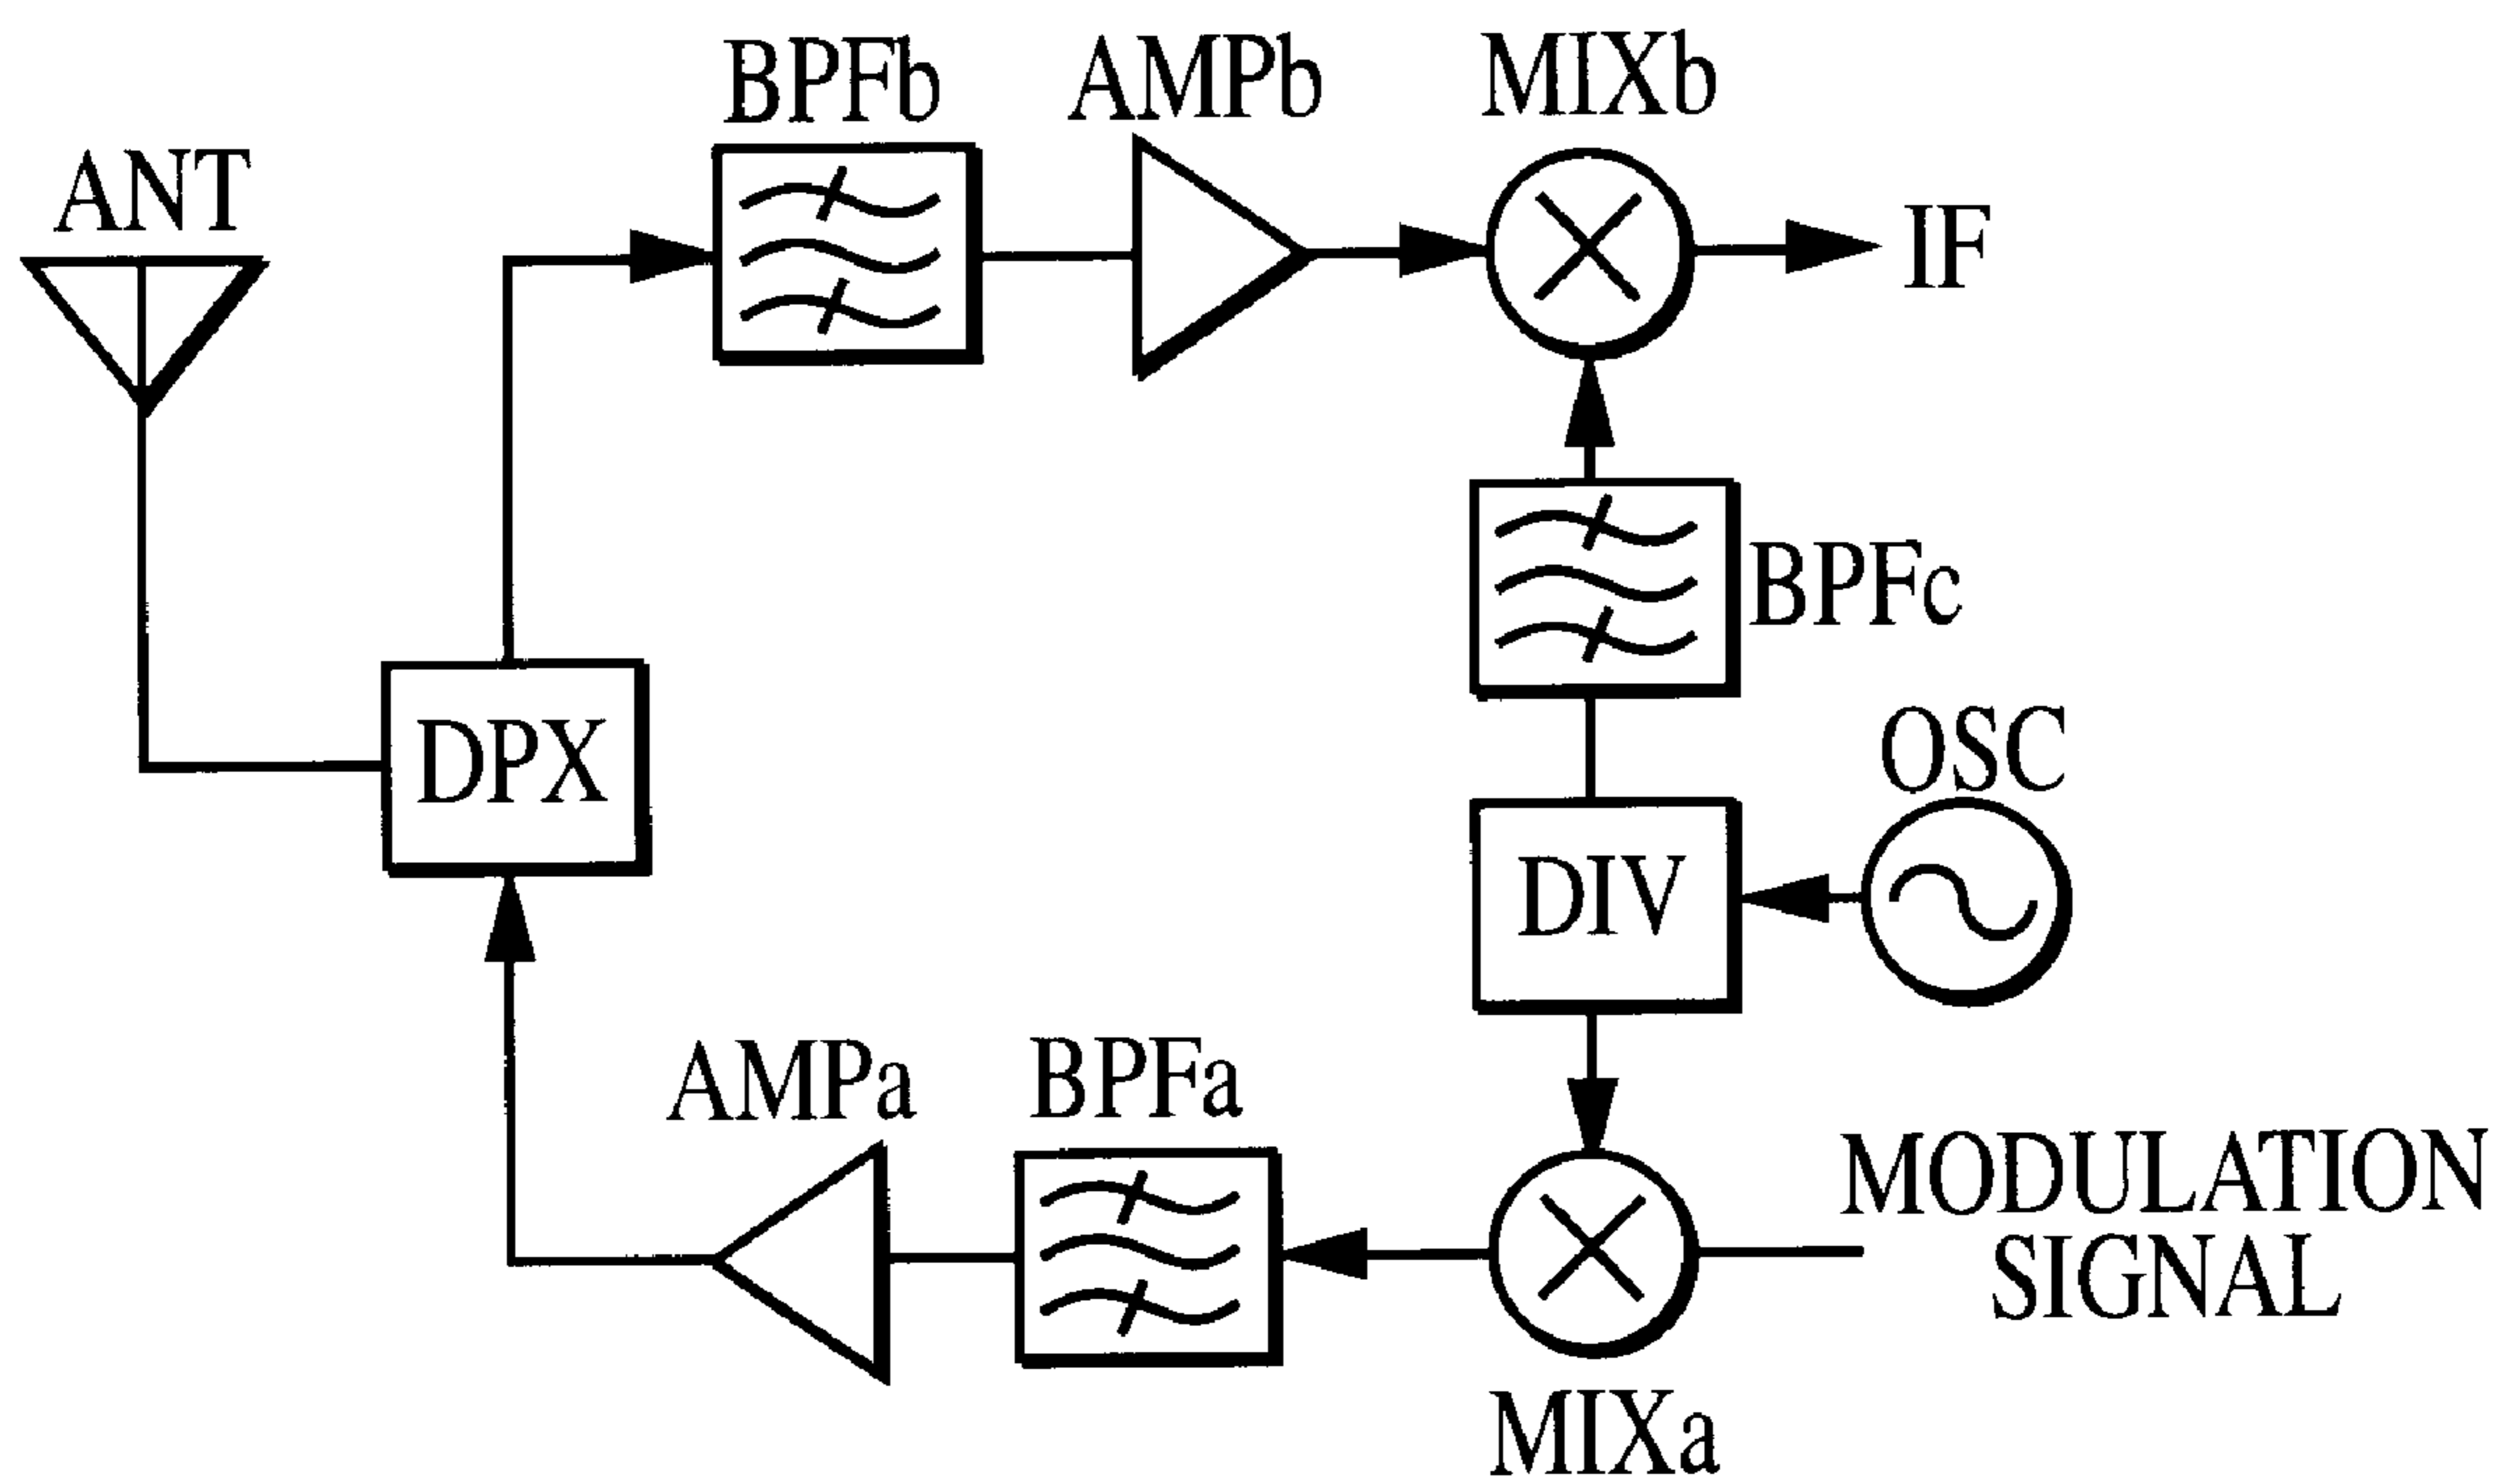 BPFb
AMPb
MIXb
ANT
IF
BPFc
DPX
OSC
DIV
AMPa
BPFa
MODULATION
SIGNAL
MIXa